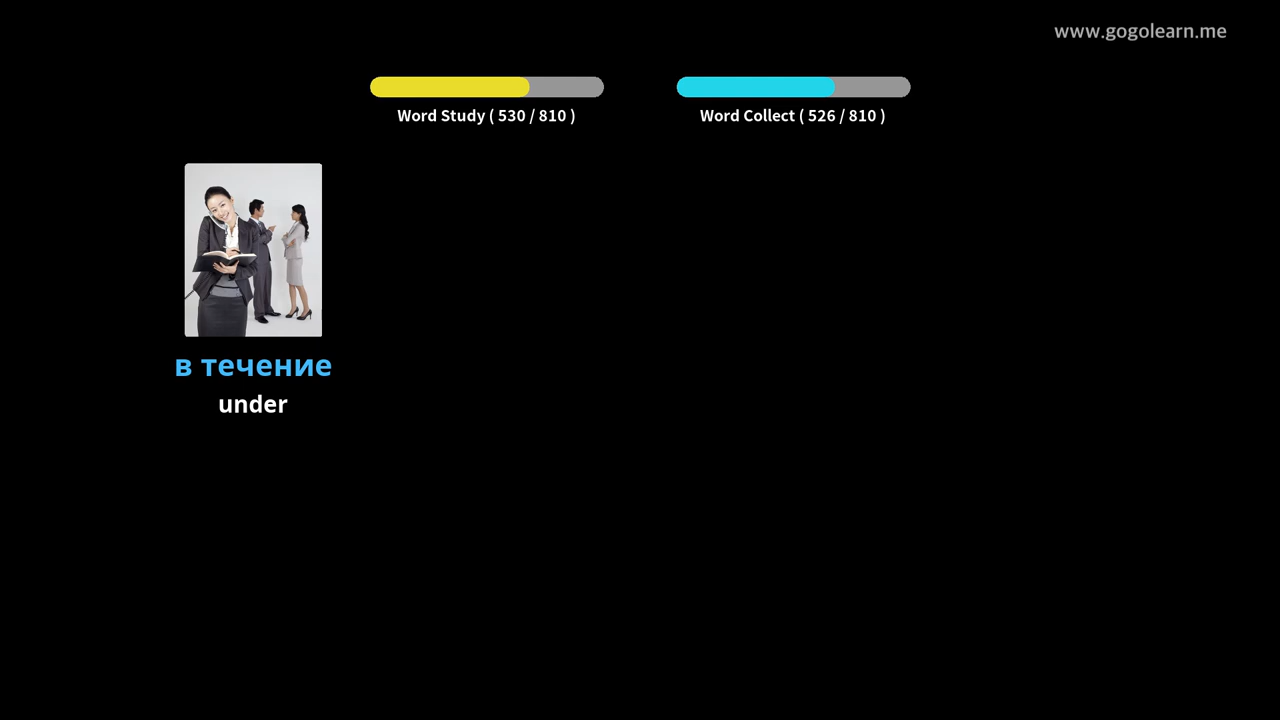 www.gogolearn.me
Word Study ( 530 / 810 )
Word Collect ( 526 / 810 )
в течение
under